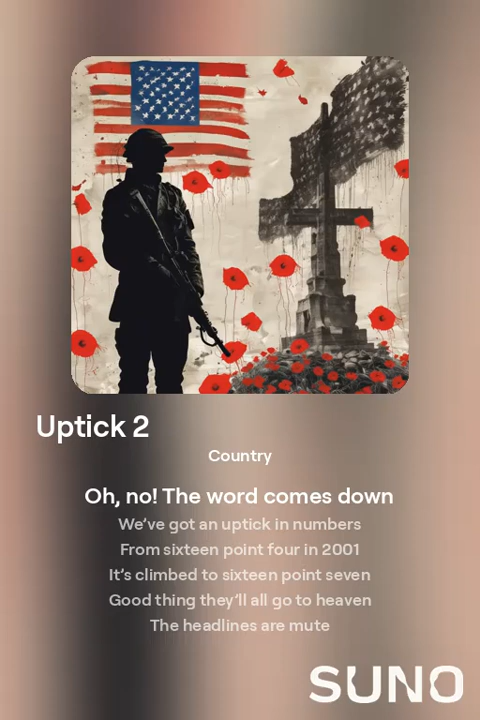 Uptick 2
Country
Oh, no! The word comes down
We've got an uptick in numbers
From sixteen point four in 2001
It's climbed to sixteen point seven
Good thing they'll all go to heaven
The headlines are mute
SUNO